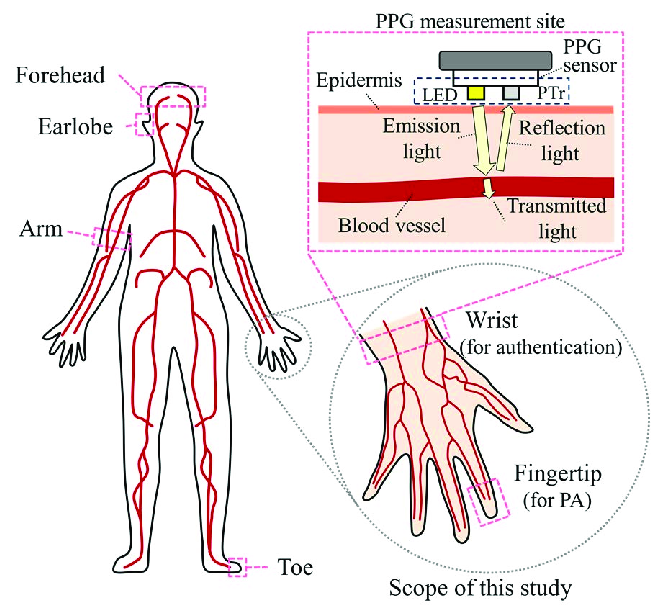 PPG measurement site
PPG
sensor
Forehead
Epidermis
LED
PTr
Earlobe
Emission
light
Reflection
light
Arm
Blood vessel
Transmitted
light
Wrist
(for authentication)
Fingertip
(for PA)
Toe
Scope of this study